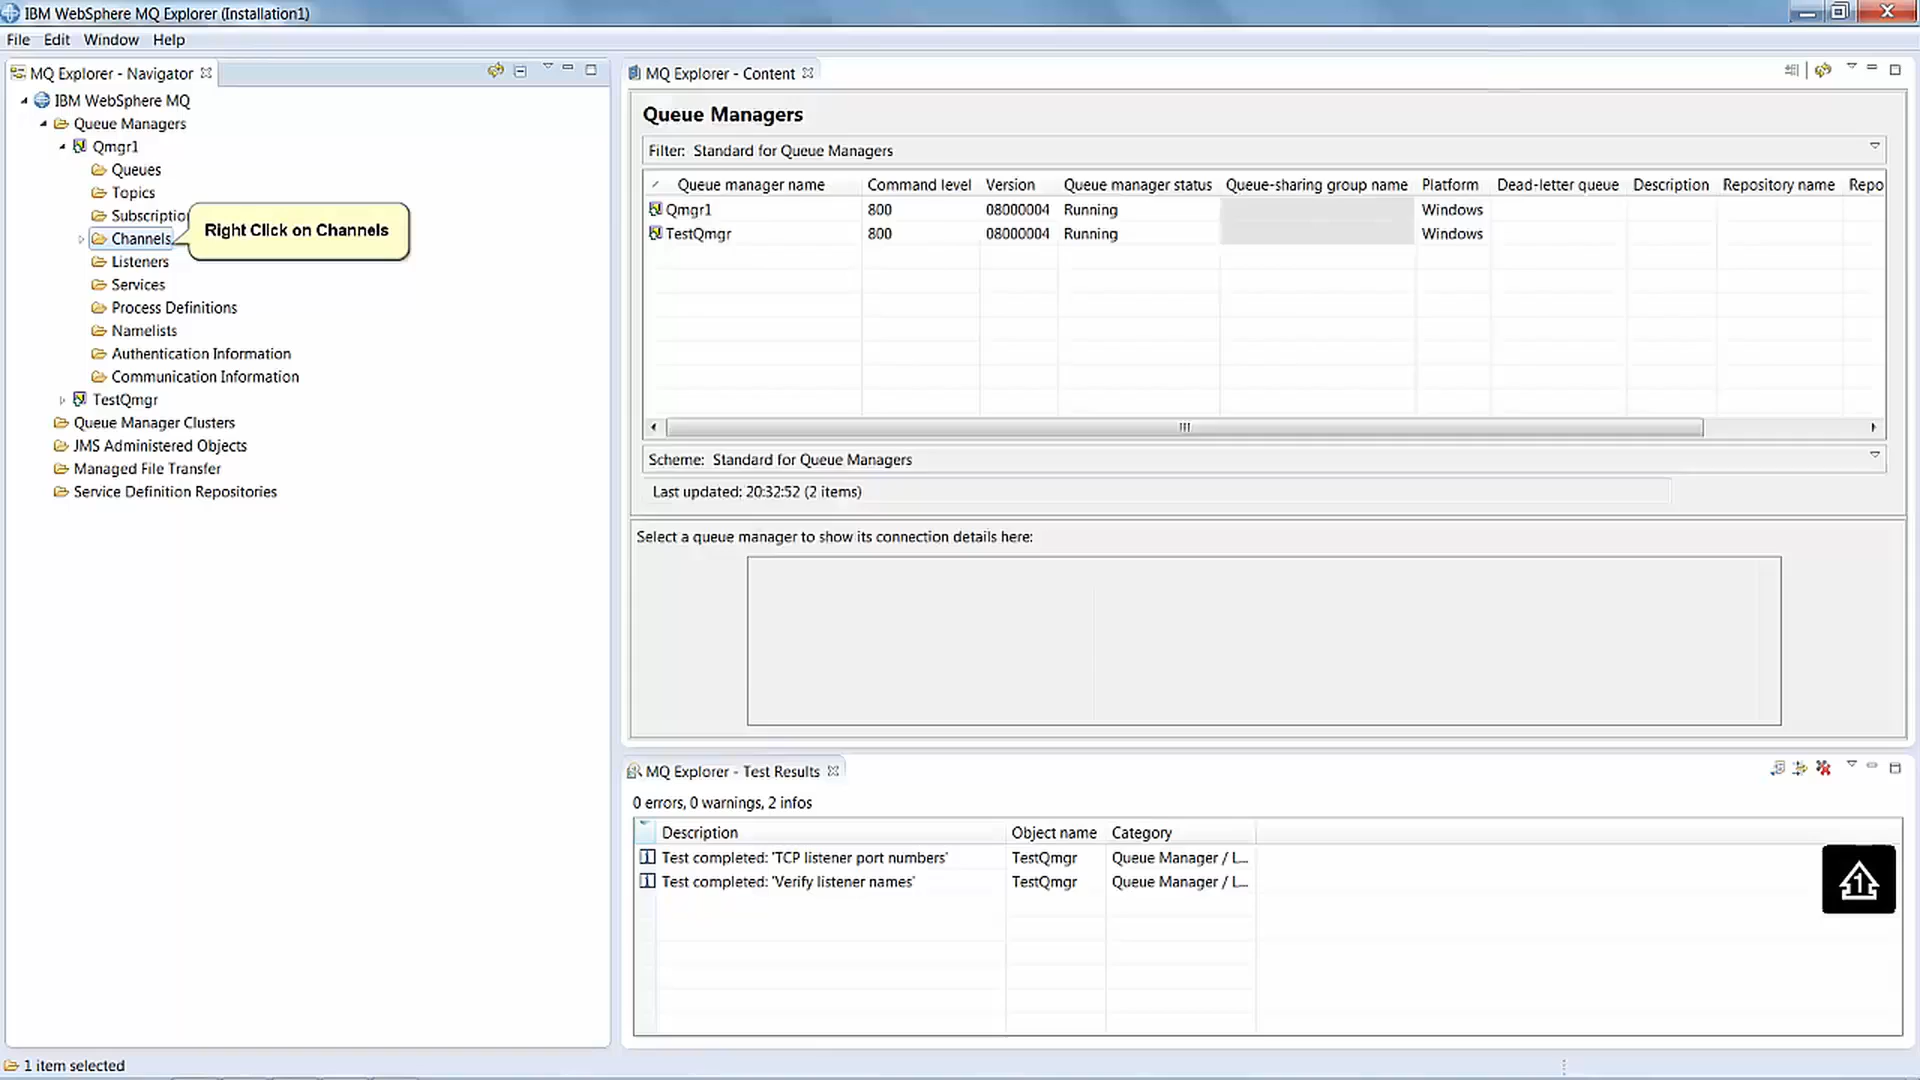 IBM WebSphere MQ Explorer (Installation1)
File Edit Window Help
MQ Explorer - Navigator
IBM WebSphere MQ
Queue Managers
Qmgr1
Queues
Topics
Subscriptio
Channels
Right Click on Channels
Listeners
Services
Process Definitions
Namelists
Authentication Information
Communication Information
TestQmgr
Queue Manager Clusters
JMS Administered Objects
Managed File Transfer
Service Definition Repositories
MQ Explorer - Content
Queue Managers
Filter: Standard for Queue Managers
Queue manager name Command level Version Queue manager status Queue-sharing group name Platform Dead-letter queue Description Repository name Repo
Qmgr1 800 08000004 Running Windows
TestQmgr 800 08000004 Running Windows
Scheme: Standard for Queue Managers
Last updated: 20:32:52 (2 items)
Select a queue manager to show its connection details here:
MQ Explorer - Test Results
0 errors, 0 warnings, 2 infos
Description Object name Category
Test completed: 'TCP listener port numbers' TestQmgr Queue Manager / L...
Test completed: 'Verify listener names' TestQmgr Queue Manager / L...
1
1 item selected